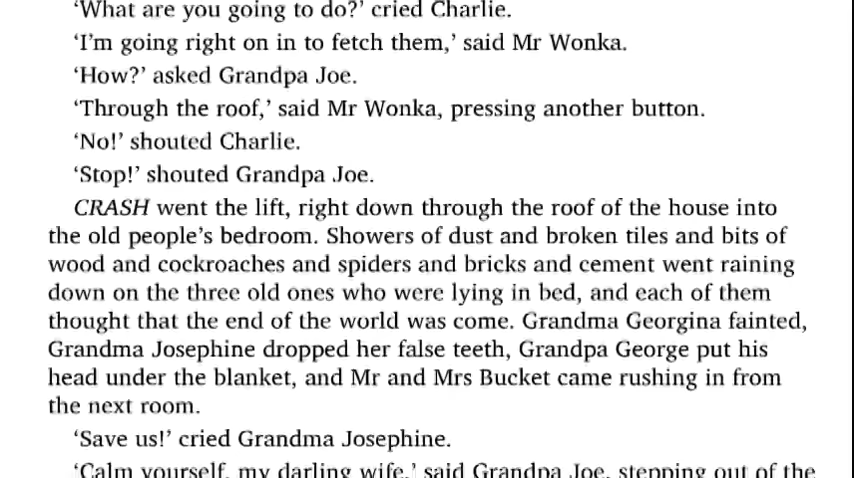 ‘What are you going to do?’ cried Charlie.
‘I’m going right on in to fetch them,’ said Mr Wonka.
‘How?’ asked Grandpa Joe.
‘Through the roof,’ said Mr Wonka, pressing another button.
‘No!’ shouted Charlie.
‘Stop!’ shouted Grandpa Joe.
CRASH went the lift, right down through the roof of the house into
the old people’s bedroom. Showers of dust and broken tiles and bits of
wood and cockroaches and spiders and bricks and cement went raining
down on the three old ones who were lying in bed, and each of them
thought that the end of the world was come. Grandma Georgina fainted,
Grandma Josephine dropped her false teeth, Grandpa George put his
head under the blanket, and Mr and Mrs Bucket came rushing in from
the next room.
‘Save us!’ cried Grandma Josephine.
‘Calm yourself, my darling wife,’ said Grandpa Joe, stepping out of the